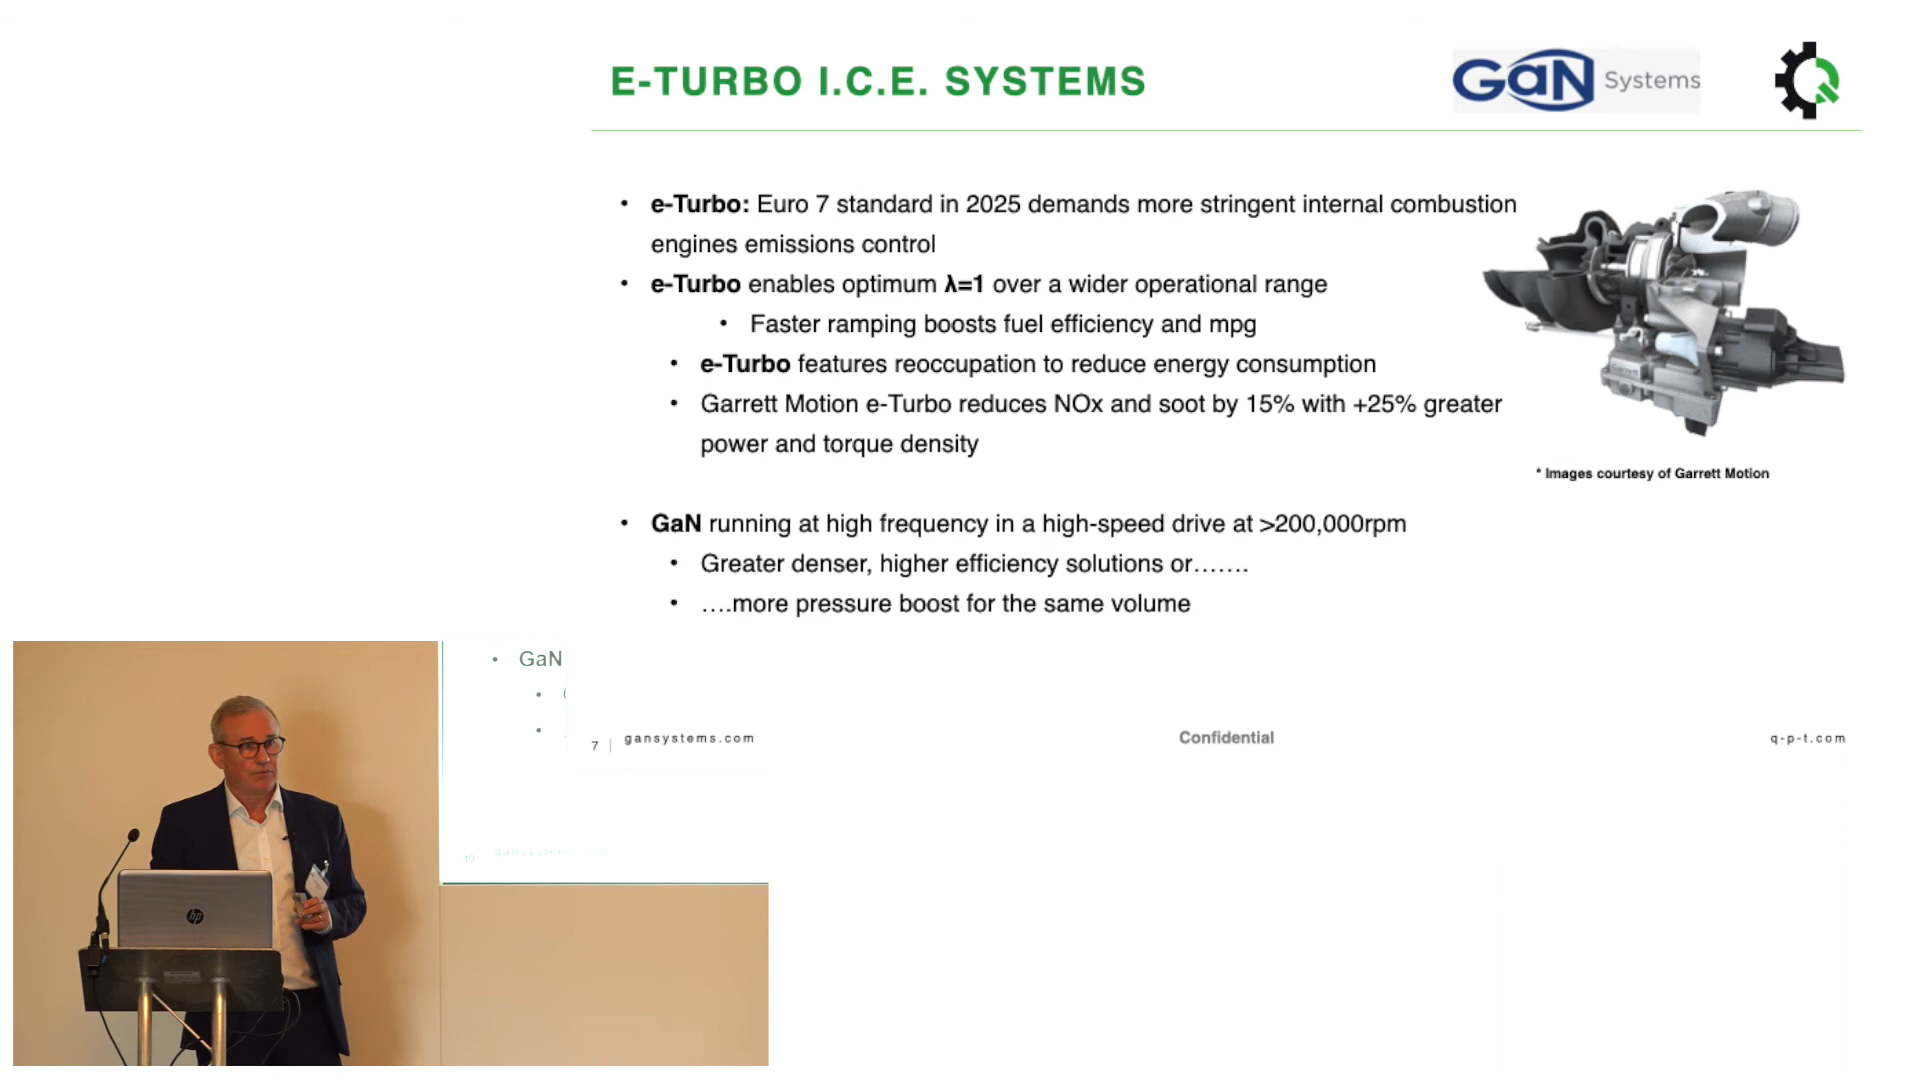 E-TURBO I.C.E. SYSTEMS
GaN Systems
• e-Turbo: Euro 7 standard in 2025 demands more stringent internal combustion
engines emissions control
• e-Turbo enables optimum λ=1 over a wider operational range
• Faster ramping boosts fuel efficiency and mpg
• e-Turbo features reoccupation to reduce energy consumption
• Garrett Motion e-Turbo reduces NOx and soot by 15% with +25% greater
power and torque density
* Images courtesy of Garrett Motion
• GaN running at high frequency in a high-speed drive at >200,000rpm
• Greater denser, higher efficiency solutions or…….
• ….more pressure boost for the same volume
• GaN
7 | gansystems.com
Confidential
q-p-t.com
hp